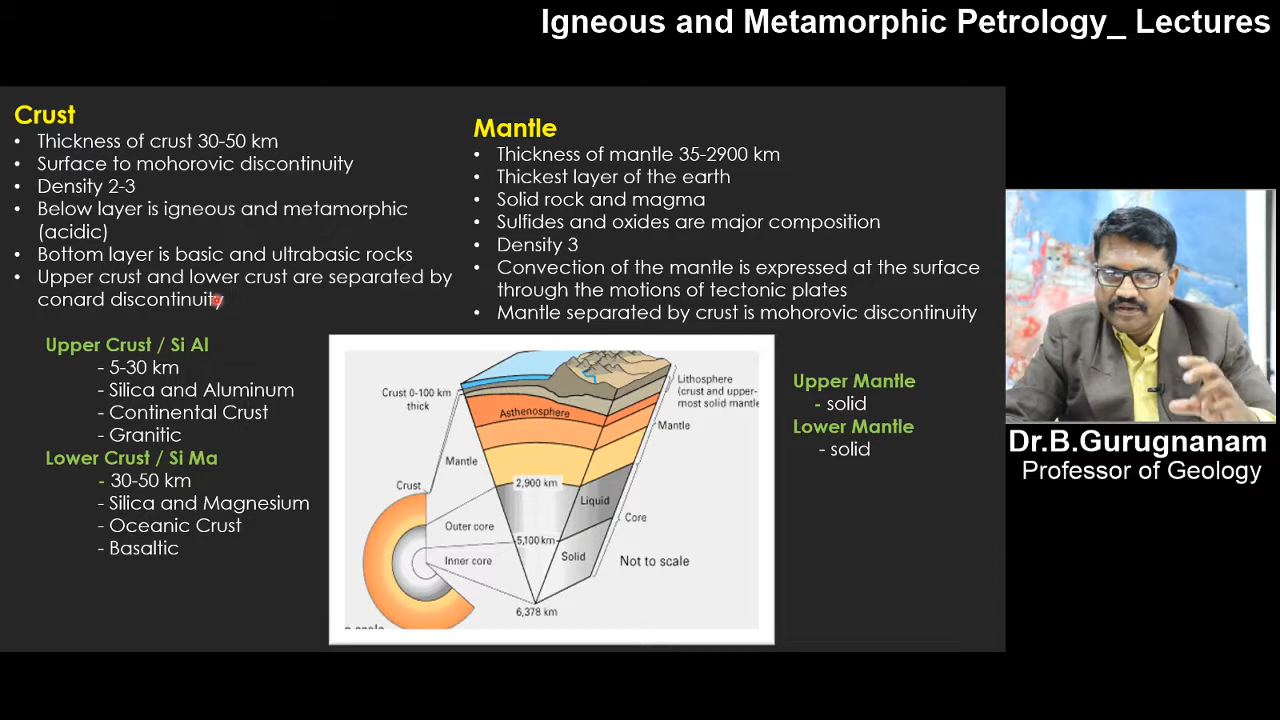 Igneous and Metamorphic Petrology_ Lectures
Crust
• Thickness of crust 30-50 km
• Surface to mohorovic discontinuity
• Density 2-3
• Below layer is igneous and metamorphic
(acidic)
• Bottom layer is basic and ultrabasic rocks
• Upper crust and lower crust are separated by
conard discontinuity
Upper Crust / Si Al
- 5-30 km
- Silica and Aluminum
- Continental Crust
- Granitic
Lower Crust / Si Ma
- 30-50 km
- Silica and Magnesium
- Oceanic Crust
- Basaltic
Mantle
• Thickness of mantle 35-2900 km
• Thickest layer of the earth
• Solid rock and magma
• Sulfides and oxides are major composition
• Density 3
• Convection of the mantle is expressed at the surface
through the motions of tectonic plates
• Mantle separated by crust is mohorovic discontinuity
Crust 0-100 km
thick
Asthenosphere
Lithosphere
(crust and upper-
most solid mantle
Mantle
Mantle
Crust
2,900 km
Liquid
Outer core
Core
5,100 km
Inner core
Solid
Not to scale
6,378 km
scale
Upper Mantle
- solid
Lower Mantle
- solid
Dr.B.Gurugnanam
Professor of Geology